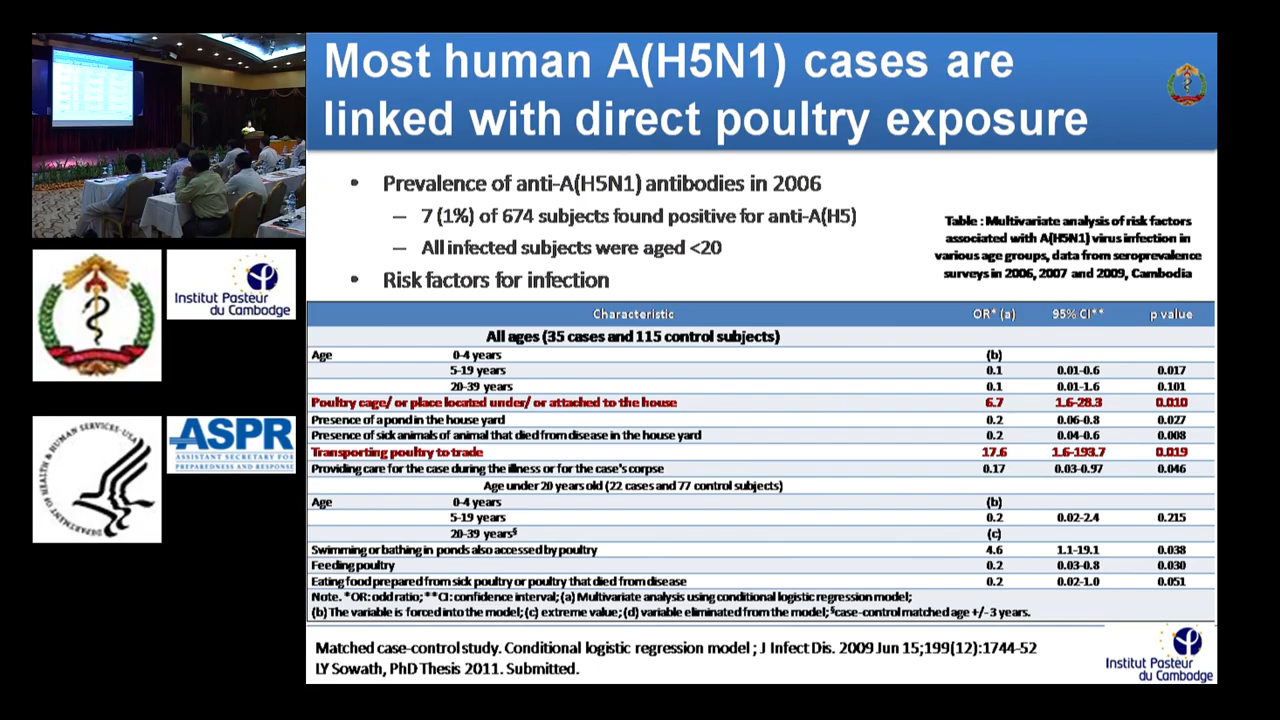 Most human A(H5N1) cases are
linked with direct poultry exposure
• Prevalence of anti-A(H5N1) antibodies in 2006
– 7 (1%) of 674 subjects found positive for anti-A(H5)
– All infected subjects were aged <20
• Risk factors for infection
Table : Multivariate analysis of risk factors
associated with A(H5N1) virus infection in
various age groups, data from seroprevalence
surveys in 2006, 2007 and 2009, Cambodia
Characteristic OR* (a) 95% CI** p value
All ages (35 cases and 115 control subjects)
Age 0-4 years (b)
5-19 years 0.1 0.01-0.6 0.017
20-39 years 0.1 0.01-1.6 0.101
Poultry cage/ or place located under/ or attached to the house 6.7 1.6-28.3 0.010
Presence of a pond in the house yard 0.2 0.06-0.8 0.027
Presence of sick animals of animal that died from disease in the house yard 0.2 0.04-0.6 0.008
Transporting poultry to trade 17.6 1.6-193.7 0.019
Providing care for the case during the illness or for the case's corpse 0.17 0.03-0.97 0.046
Age under 20 years old (22 cases and 77 control subjects)
Age 0-4 years (b)
5-19 years 0.2 0.02-2.4 0.215
20-39 years§ (c)
Swimming or bathing in ponds also accessed by poultry 4.6 1.1-19.1 0.038
Feeding poultry 0.2 0.03-0.8 0.030
Eating food prepared from sick poultry or poultry that died from disease 0.2 0.02-1.0 0.051
Note. *OR: odd ratio; **CI: confidence interval; (a) Multivariate analysis using conditional logistic regression model;
(b) The variable is forced into the model; (c) extreme value; (d) variable eliminated from the model; §case-control matched age +/- 3 years.
Matched case-control study. Conditional logistic regression model ; J Infect Dis. 2009 Jun 15;199(12):1744-52
LY Sowath, PhD Thesis 2011. Submitted.
Institut Pasteur
du Cambodge
Institut Pasteur
du Cambodge
DEPARTMENT OF HEALTH & HUMAN SERVICES·USA
ASPR
ASSISTANT SECRETARY FOR
PREPAREDNESS AND RESPONSE